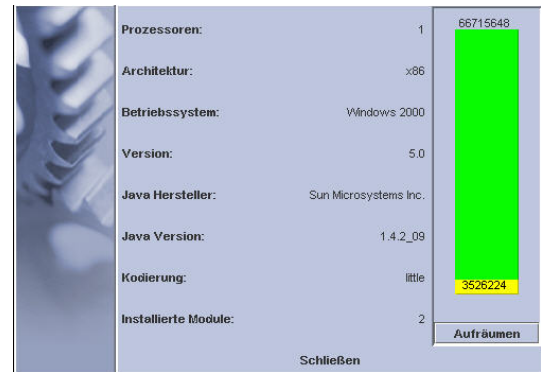 Prozessoren: 1
Architektur: x86
Betriebssystem: Windows 2000
Version: 5.0
Java Hersteller: Sun Microsystems Inc.
Java Version: 1.4.2_09
Kodierung: little
Installierte Module: 2
66715648
3526224
Aufräumen
Schließen